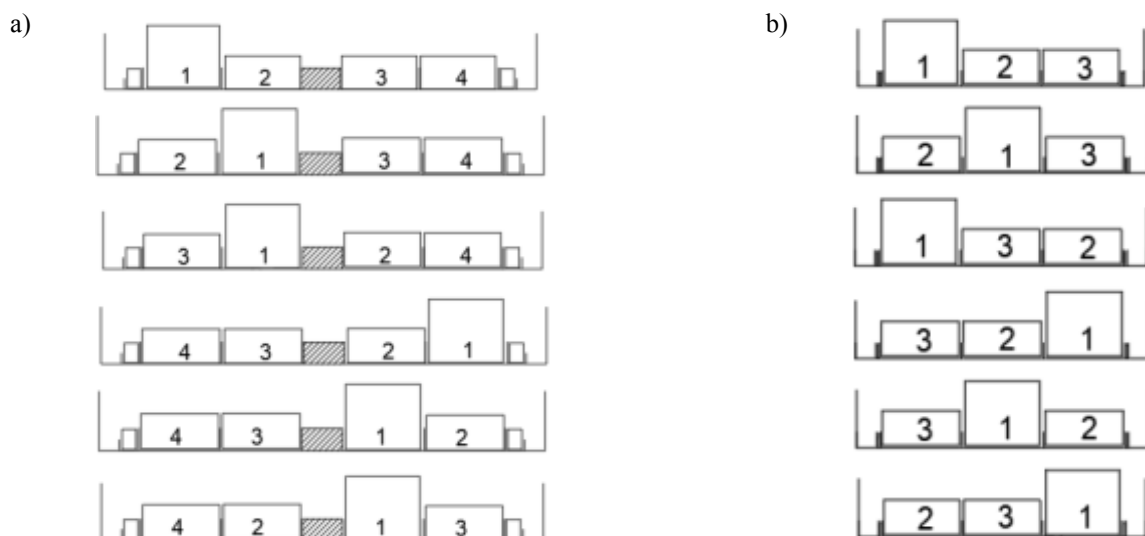 a)
1 2 3 4
2 1 3 4
3 1 2 4
4 3 2 1
4 3 1 2
4 2 1 3
b)
1 2 3
2 1 3
1 3 2
3 2 1
3 1 2
2 3 1